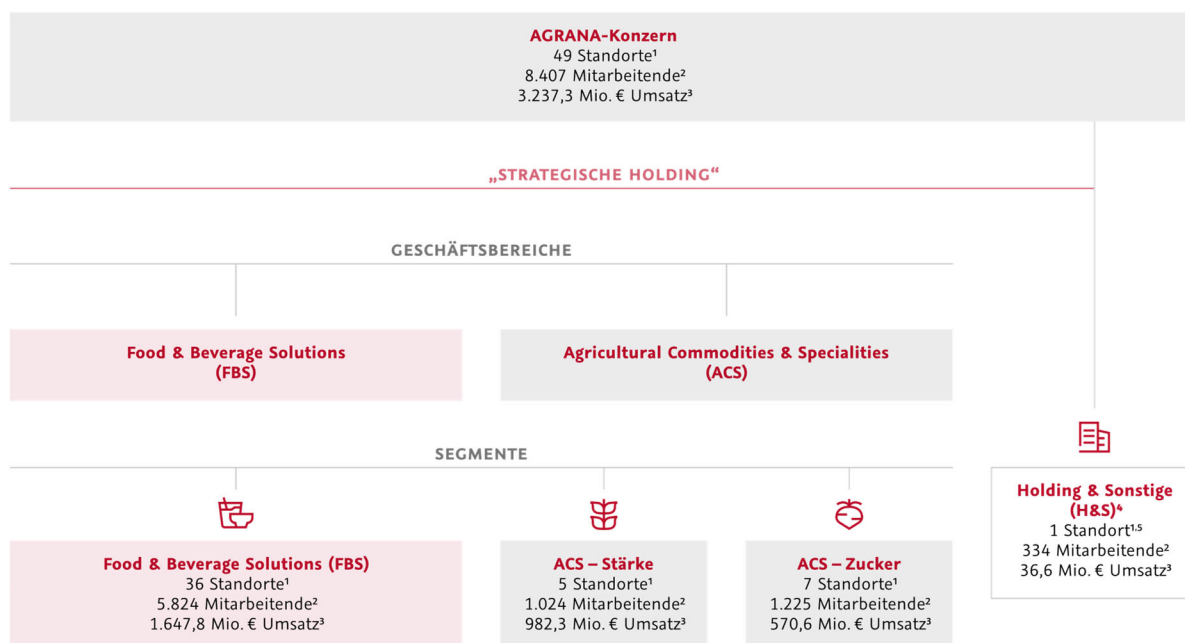 AGRANA-Konzern
49 Standorte¹
8.407 Mitarbeitende²
3.237,3 Mio. € Umsatz³
„STRATEGISCHE HOLDING“
GESCHÄFTSBEREICHE
Food & Beverage Solutions
(FBS)
Agricultural Commodities & Specialities
(ACS)
SEGMENTE
Food & Beverage Solutions (FBS)
36 Standorte¹
5.824 Mitarbeitende²
1.647,8 Mio. € Umsatz³
ACS – Stärke
5 Standorte¹
1.024 Mitarbeitende²
982,3 Mio. € Umsatz³
ACS – Zucker
7 Standorte¹
1.225 Mitarbeitende²
570,6 Mio. € Umsatz³
Holding & Sonstige
(H&S)⁴
1 Standort¹·⁵
334 Mitarbeitende²
36,6 Mio. € Umsatz³